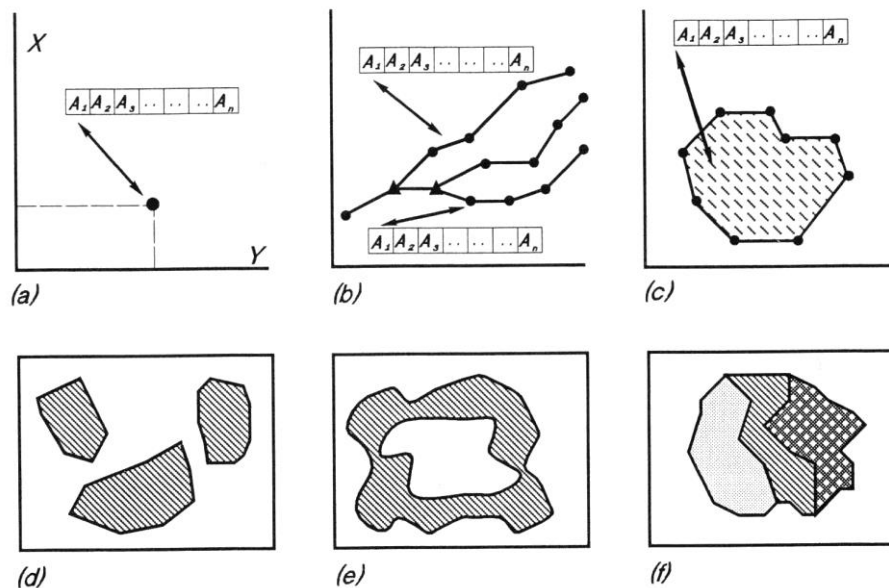 X
A₁ A₂ A₃ .. .. .. Aₙ
Y
(a)
A₁ A₂ A₃ .. .. .. Aₙ
A₁ A₂ A₃ .. .. .. Aₙ
(b)
A₁ A₂ A₃ .. .. .. Aₙ
(c)
(d)
(e)
(f)